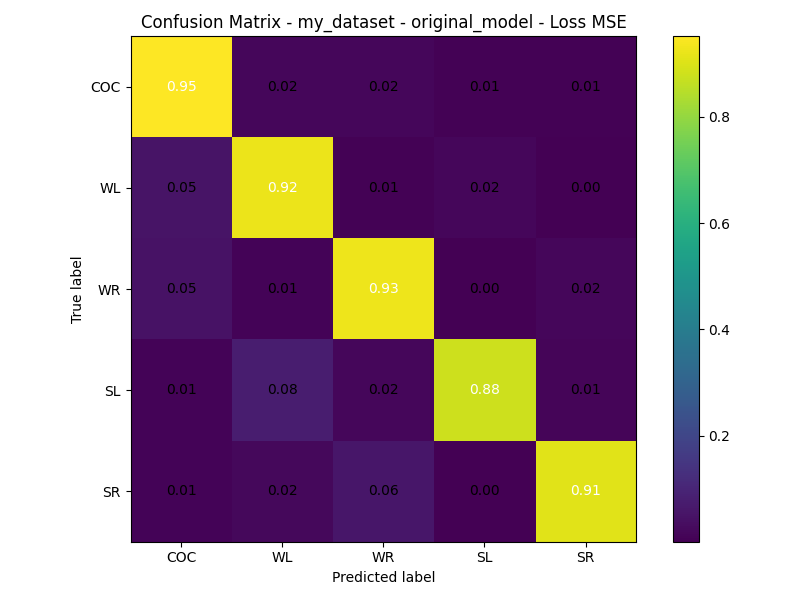 Confusion Matrix - my_dataset - original_model - Loss MSE
COC 0.95 0.02 0.02 0.01 0.01
WL 0.05 0.92 0.01 0.02 0.00
WR 0.05 0.01 0.93 0.00 0.02
SL 0.01 0.08 0.02 0.88 0.01
SR 0.01 0.02 0.06 0.00 0.91
COC WL WR SL SR
Predicted label
True label
0.8
0.6
0.4
0.2